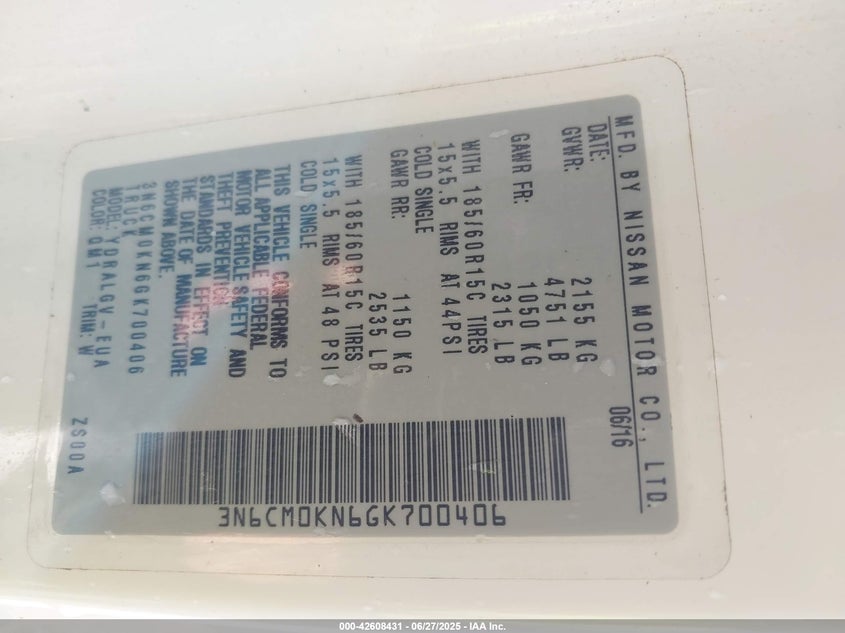 MFD. BY NISSAN MOTOR CO., LTD.
DATE: 06/16
GVWR: 2155 KG
4751 LB
GAWR FR: 1050 KG
2315 LB
WITH 185/60R15C TIRES
15x5.5 RIMS AT 44PSI
COLD SINGLE
GAWR RR: 1150 KG
2535 LB
WITH 185/60R15C TIRES
15x5.5 RIMS AT 48 PSI
COLD SINGLE
THIS VEHICLE CONFORMS TO
ALL APPLICABLE FEDERAL
MOTOR VEHICLE SAFETY AND
THEFT PREVENTION
STANDARDS IN EFFECT ON
THE DATE OF MANUFACTURE
SHOWN ABOVE.
3N6CM0KN6GK700406
TRUCK
MODEL: YDRALGV-EUA
COLOR: QM1 TRIM: W ZS00A
3N6CM0KN6GK700406
000-42608431 - 06/27/2025 - IAA Inc.